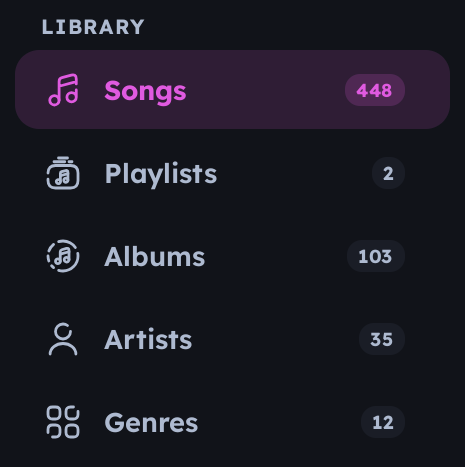 LIBRARY
Songs 448
Playlists 2
Albums 103
Artists 35
Genres 12